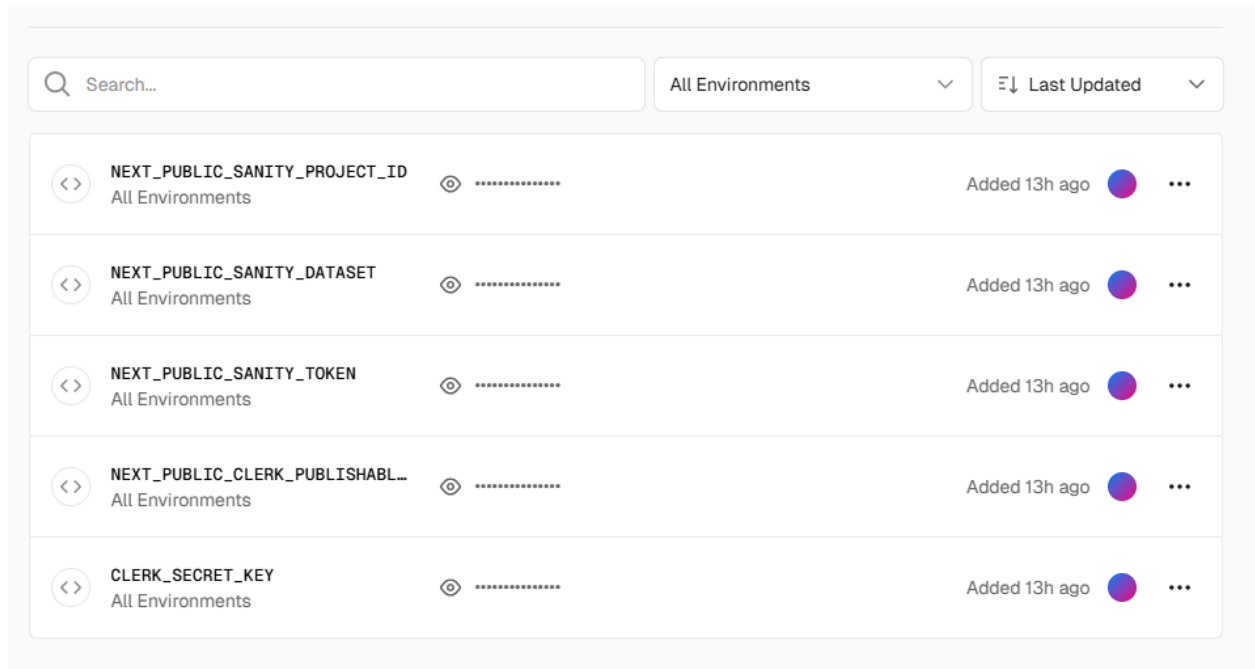 Search...
All Environments
Last Updated
NEXT_PUBLIC_SANITY_PROJECT_ID
All Environments
Added 13h ago
NEXT_PUBLIC_SANITY_DATASET
All Environments
Added 13h ago
NEXT_PUBLIC_SANITY_TOKEN
All Environments
Added 13h ago
NEXT_PUBLIC_CLERK_PUBLISHABL…
All Environments
Added 13h ago
CLERK_SECRET_KEY
All Environments
Added 13h ago